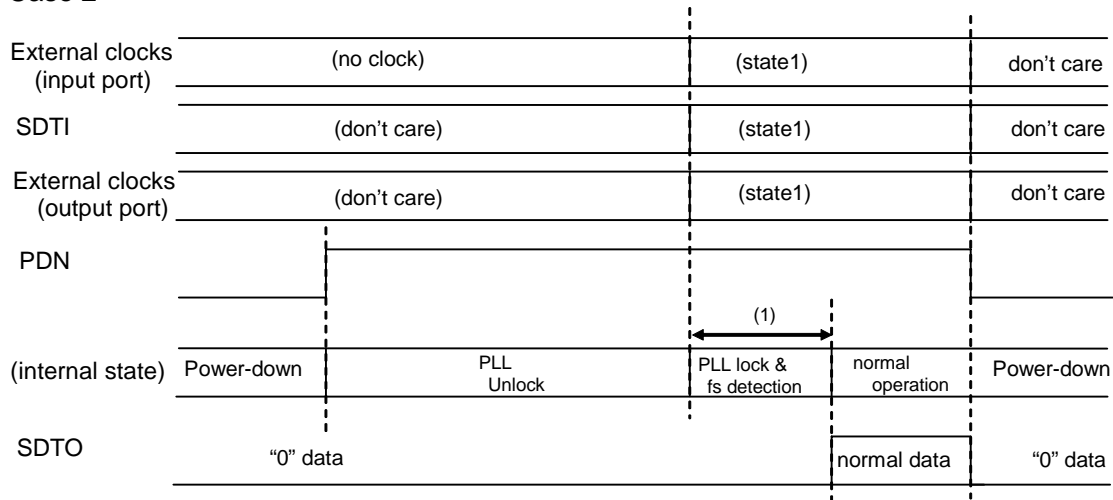 External clocks
(input port)
(no clock)
(state1)
don't care
SDTI
(don't care)
(state1)
don't care
External clocks
(output port)
(don't care)
(state1)
don't care
PDN
(1)
(internal state)
Power-down
PLL
Unlock
PLL lock &
fs detection
normal
operation
Power-down
SDTO
“0” data
normal data
“0” data